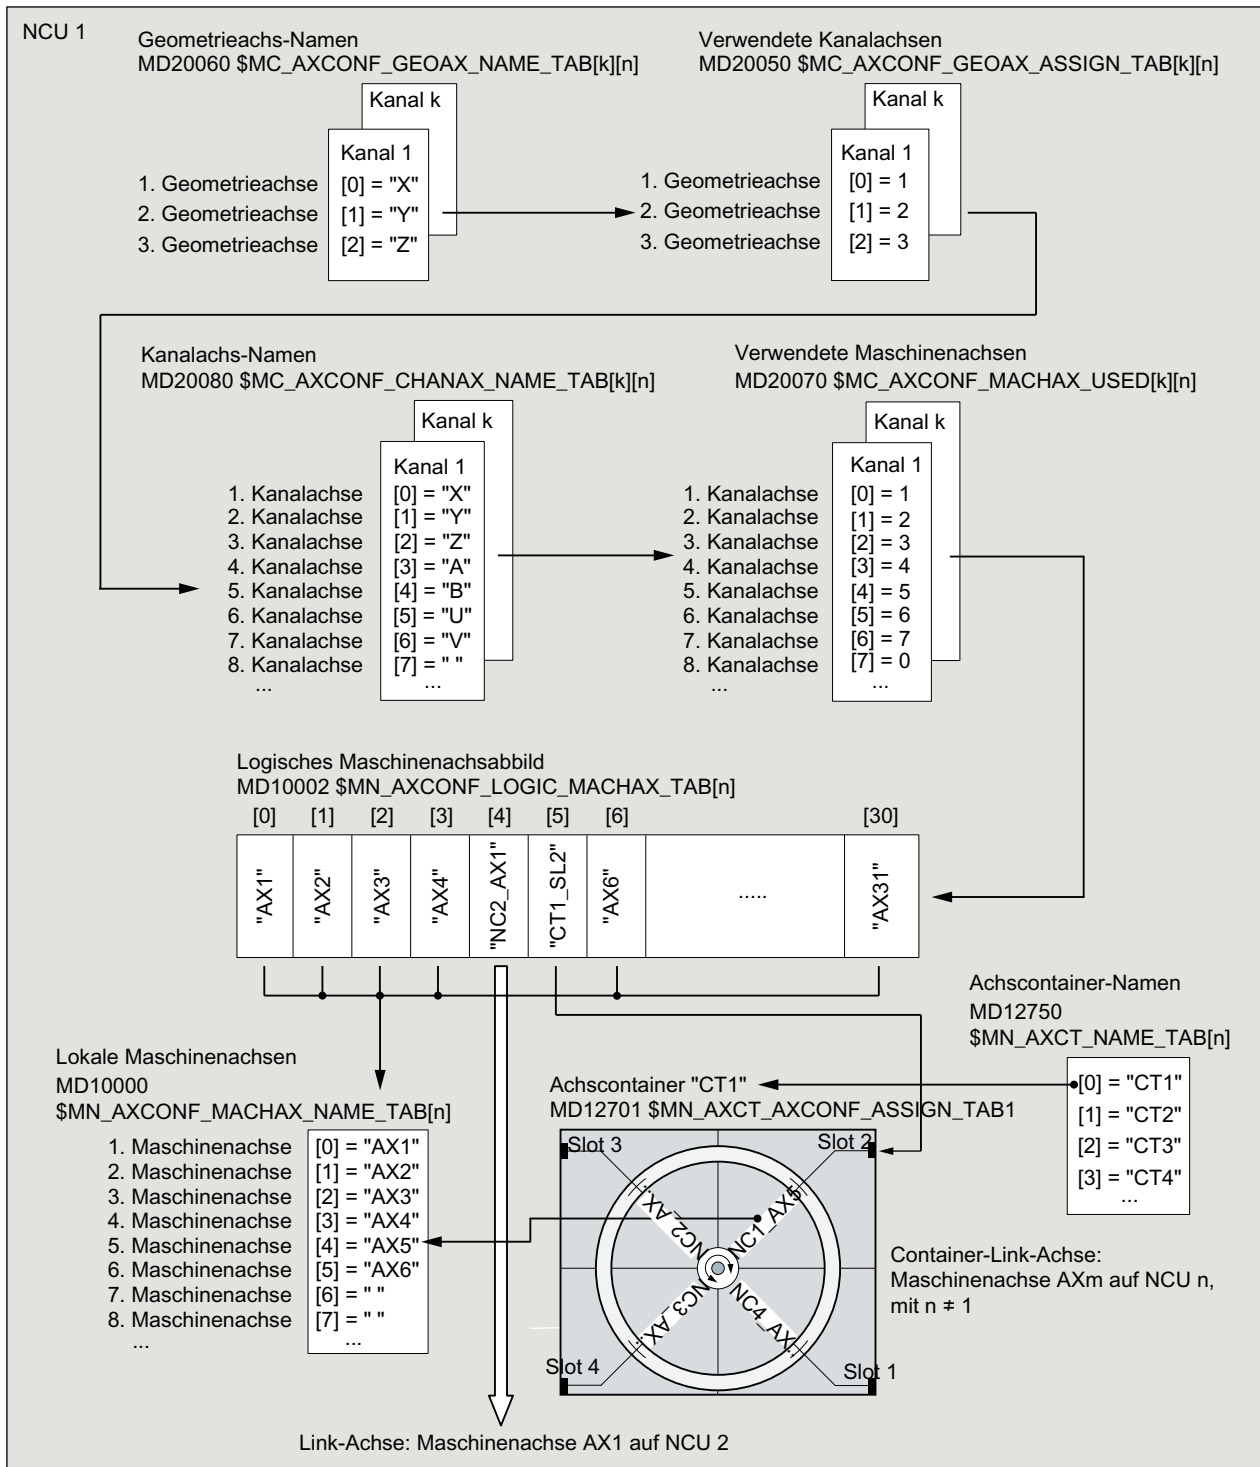 NCU 1
Geometrieachs-Namen
MD20060 $MC_AXCONF_GEOAX_NAME_TAB[k][n]
Kanal k
Kanal 1
1. Geometrieachse [0] = "X"
2. Geometrieachse [1] = "Y"
3. Geometrieachse [2] = "Z"
Verwendete Kanalachsen
MD20050 $MC_AXCONF_GEOAX_ASSIGN_TAB[k][n]
Kanal k
Kanal 1
1. Geometrieachse [0] = 1
2. Geometrieachse [1] = 2
3. Geometrieachse [2] = 3
Kanalachs-Namen
MD20080 $MC_AXCONF_CHANAX_NAME_TAB[k][n]
Kanal k
Kanal 1
1. Kanalachse [0] = "X"
2. Kanalachse [1] = "Y"
3. Kanalachse [2] = "Z"
4. Kanalachse [3] = "A"
5. Kanalachse [4] = "B"
6. Kanalachse [5] = "U"
7. Kanalachse [6] = "V"
8. Kanalachse [7] = " "
... ...
Verwendete Maschinenachsen
MD20070 $MC_AXCONF_MACHAX_USED[k][n]
Kanal k
Kanal 1
1. Kanalachse [0] = 1
2. Kanalachse [1] = 2
3. Kanalachse [2] = 3
4. Kanalachse [3] = 4
5. Kanalachse [4] = 5
6. Kanalachse [5] = 6
7. Kanalachse [6] = 7
8. Kanalachse [7] = 0
... ...
Logisches Maschinenachsabbild
MD10002 $MN_AXCONF_LOGIC_MACHAX_TAB[n]
[0] [1] [2] [3] [4] [5] [6] [30]
"AX1" "AX2" "AX3" "AX4" "NC2_AX1" "CT1_SL2" "AX6" ..... "AX31"
Achscontainer-Namen
MD12750
$MN_AXCT_NAME_TAB[n]
[0] = "CT1"
[1] = "CT2"
[2] = "CT3"
[3] = "CT4"
...
Lokale Maschinenachsen
MD10000
$MN_AXCONF_MACHAX_NAME_TAB[n]
1. Maschinenachse [0] = "AX1"
2. Maschinenachse [1] = "AX2"
3. Maschinenachse [2] = "AX3"
4. Maschinenachse [3] = "AX4"
5. Maschinenachse [4] = "AX5"
6. Maschinenachse [5] = "AX6"
7. Maschinenachse [6] = " "
8. Maschinenachse [7] = " "
... ...
Achscontainer "CT1"
MD12701 $MN_AXCT_AXCONF_ASSIGN_TAB1
Slot 3
Slot 2
NC2_AX..
NC1_AX5
NC3_AX..
NC4_AX..
Slot 4
Slot 1
Container-Link-Achse:
Maschinenachse AXm auf NCU n,
mit n ≠ 1
Link-Achse: Maschinenachse AX1 auf NCU 2